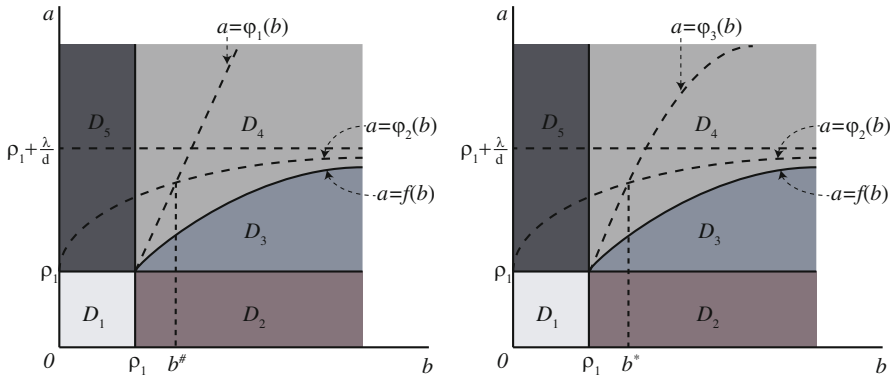 a
a=φ₁(b)
D₅
D₄
a=φ₂(b)
ρ₁+λ/d
a=f(b)
D₃
ρ₁
D₁
D₂
0
ρ₁
b#
b
a
a=φ₃(b)
D₅
D₄
a=φ₂(b)
ρ₁+λ/d
a=f(b)
D₃
ρ₁
D₁
D₂
0
ρ₁
b*
b